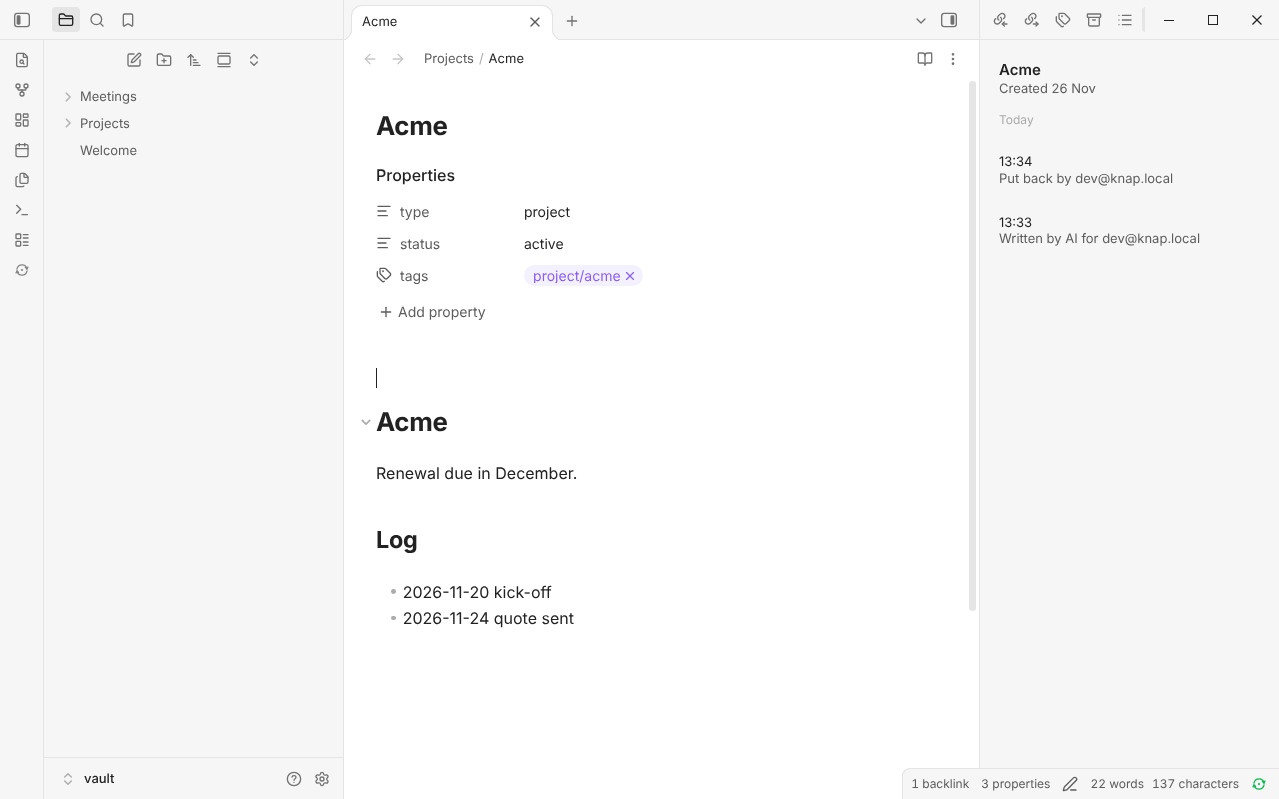 Acme
Meetings
Projects
Welcome
vault
Projects / Acme
Acme
Properties
type project
status active
tags project/acme
Add property
Acme
Renewal due in December.
Log
2026-11-20 kick-off
2026-11-24 quote sent
Acme
Created 26 Nov
Today
13:34
Put back by dev@knap.local
13:33
Written by AI for dev@knap.local
1 backlink 3 properties 22 words 137 characters